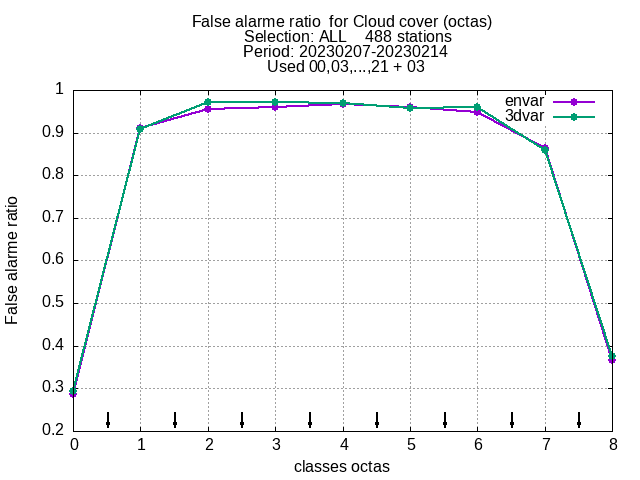 False alarme ratio  for Cloud cover (octas)
Selection: ALL    488 stations
Period: 20230207-20230214
Used 00,03,...,21 + 03
envar
3dvar
1
0.9
0.8
0.7
0.6
0.5
0.4
0.3
0.2
False alarme ratio
0 1 2 3 4 5 6 7 8
classes octas